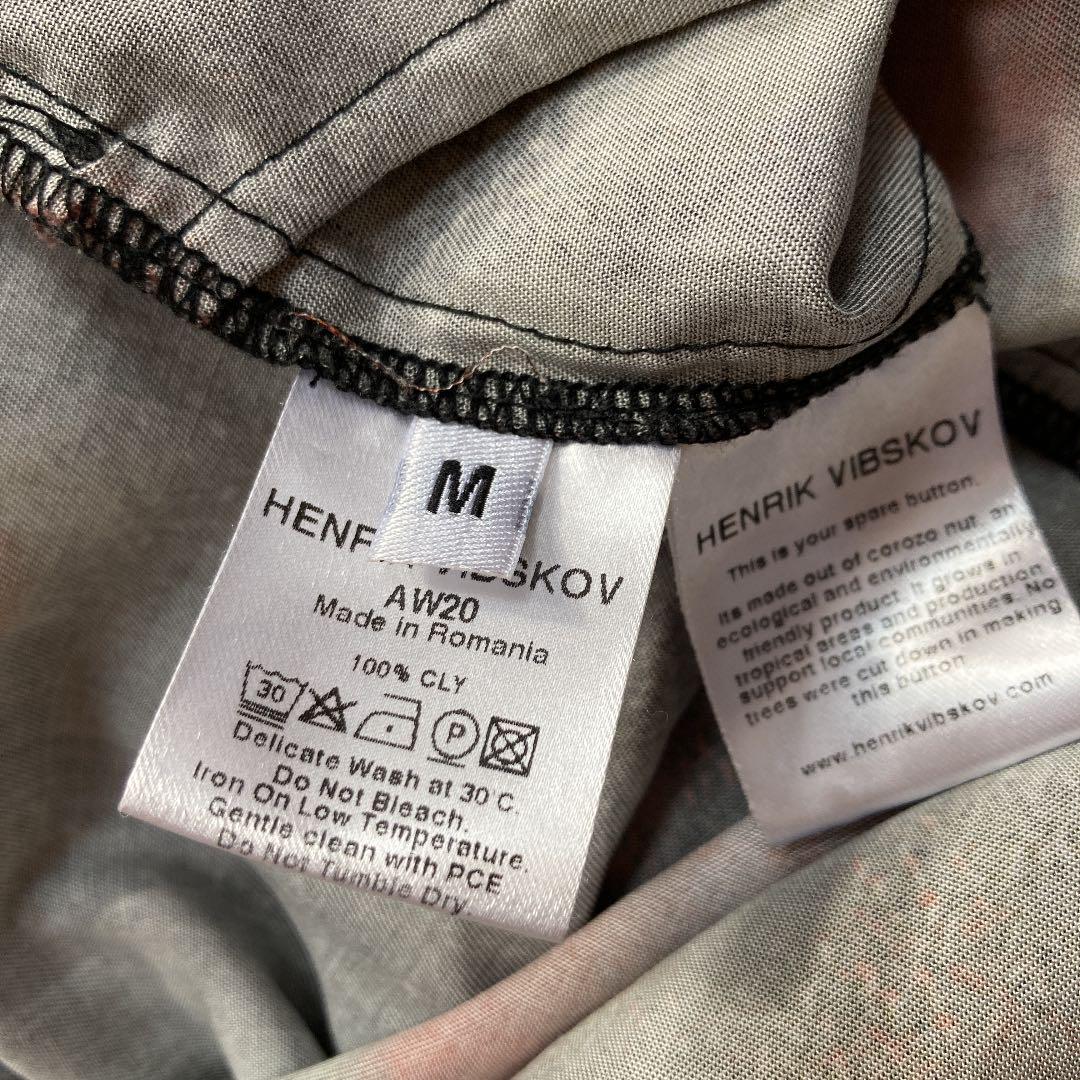 M
HENRIK VIBSKOV
AW20
Made in Romania
100% CLY
30 P
Delicate Wash at 30°C.
Do Not Bleach.
Iron On Low Temperature.
Gentle clean with PCE
Do Not Tumble Dry.
HENRIK VIBSKOV
This is your spare button.
Its made out of corozo nut, an
ecological and environmentally
friendly product. It grows in
tropical areas and production
support local communities. No
trees were cut down in making
this button.
www.henrikvibskov.com